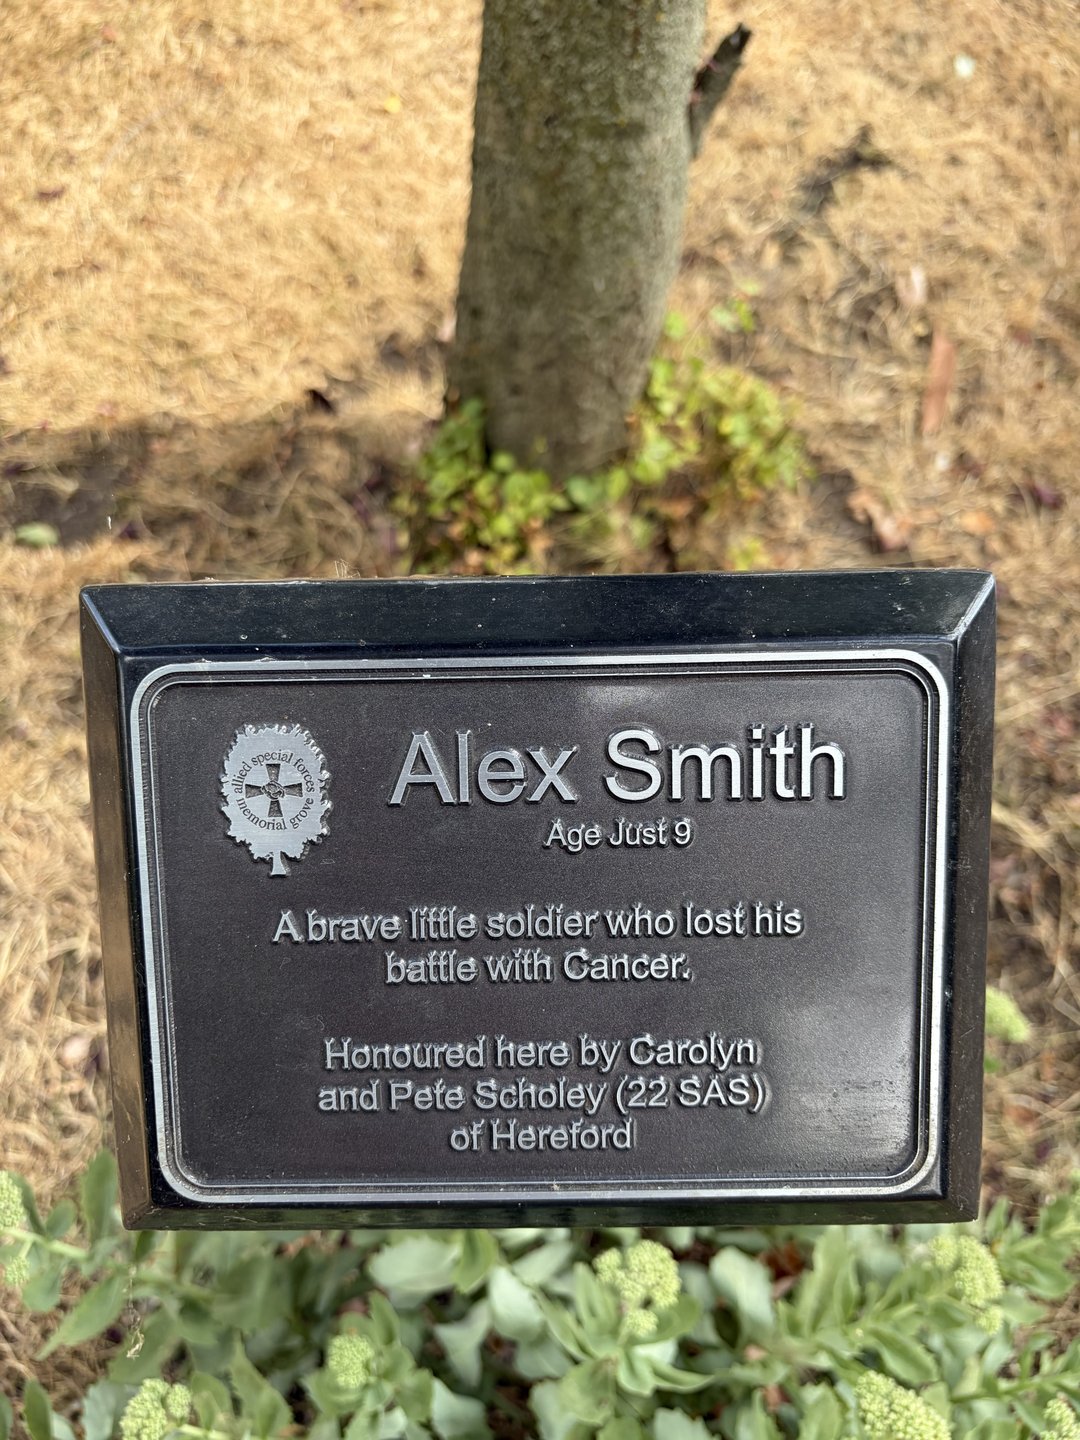 allied special forces
memorial grove
Alex Smith
Age Just 9
A brave little soldier who lost his
battle with Cancer.
Honoured here by Carolyn
and Pete Scholey (22 SAS)
of Hereford